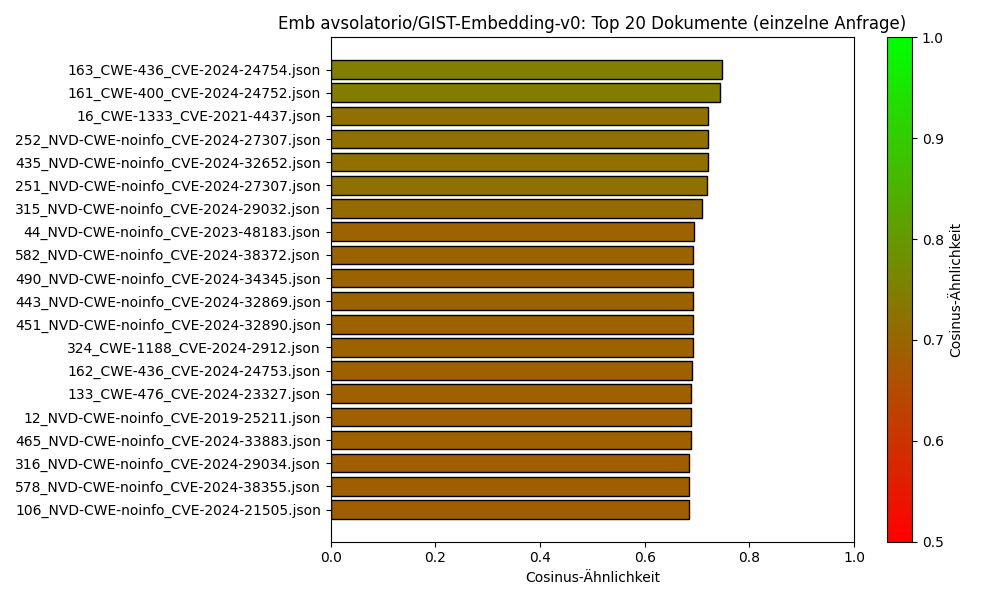 Emb avsolatorio/GIST-Embedding-v0: Top 20 Dokumente (einzelne Anfrage)
163_CWE-436_CVE-2024-24754.json
161_CWE-400_CVE-2024-24752.json
16_CWE-1333_CVE-2021-4437.json
252_NVD-CWE-noinfo_CVE-2024-27307.json
435_NVD-CWE-noinfo_CVE-2024-32652.json
251_NVD-CWE-noinfo_CVE-2024-27307.json
315_NVD-CWE-noinfo_CVE-2024-29032.json
44_NVD-CWE-noinfo_CVE-2023-48183.json
582_NVD-CWE-noinfo_CVE-2024-38372.json
490_NVD-CWE-noinfo_CVE-2024-34345.json
443_NVD-CWE-noinfo_CVE-2024-32869.json
451_NVD-CWE-noinfo_CVE-2024-32890.json
324_CWE-1188_CVE-2024-2912.json
162_CWE-436_CVE-2024-24753.json
133_CWE-476_CVE-2024-23327.json
12_NVD-CWE-noinfo_CVE-2019-25211.json
465_NVD-CWE-noinfo_CVE-2024-33883.json
316_NVD-CWE-noinfo_CVE-2024-29034.json
578_NVD-CWE-noinfo_CVE-2024-38355.json
106_NVD-CWE-noinfo_CVE-2024-21505.json
0.0 0.2 0.4 0.6 0.8 1.0
Cosinus-Ähnlichkeit
1.0
0.9
0.8
0.7
0.6
0.5
Cosinus-Ähnlichkeit